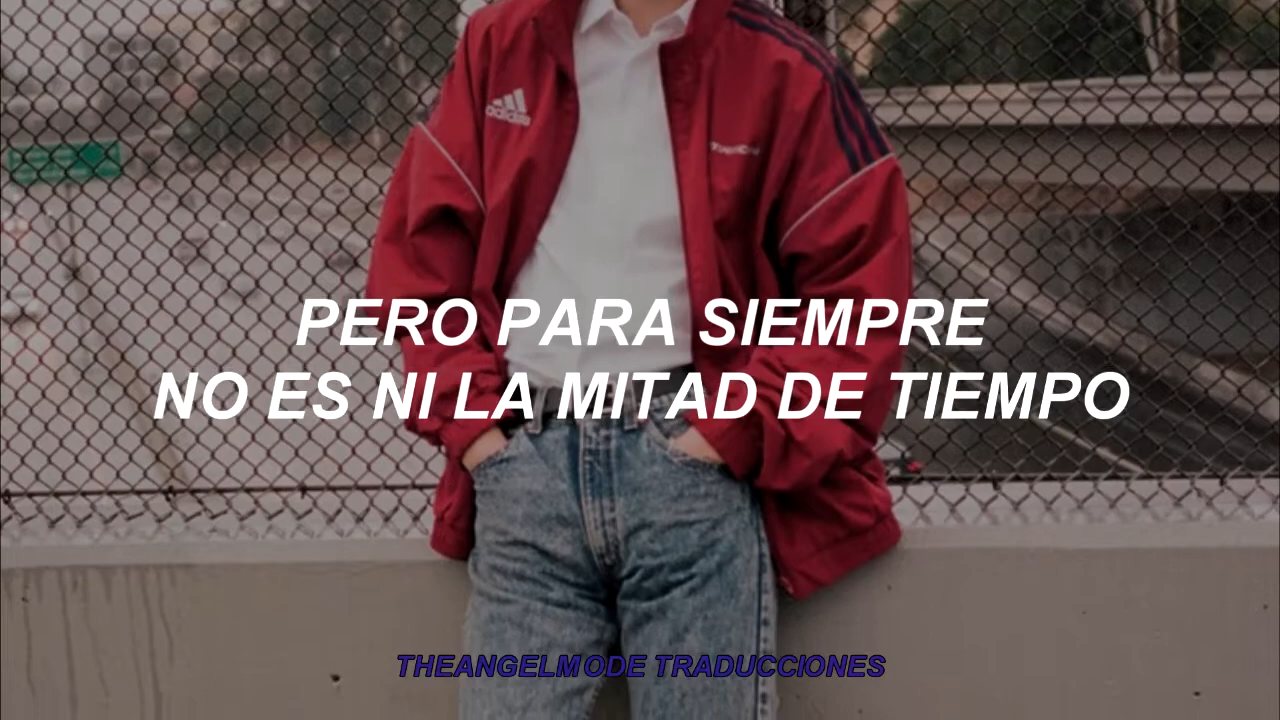 adidas
PERO PARA SIEMPRE
NO ES NI LA MITAD DE TIEMPO
THEANGELMODE TRADUCCIONES